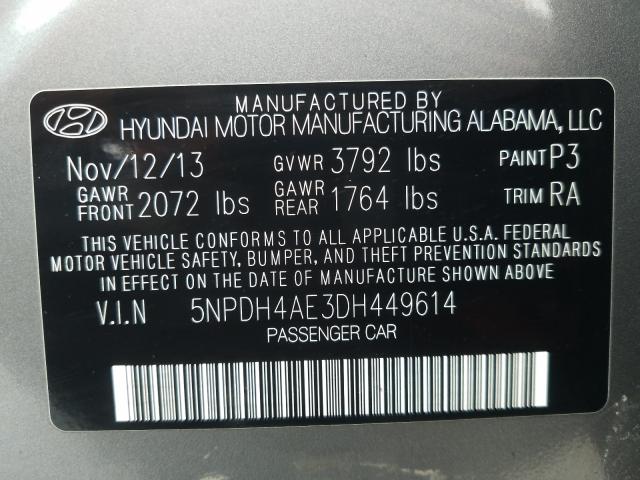 MANUFACTURED BY
HYUNDAI MOTOR MANUFACTURING ALABAMA, LLC
Nov/12/13 GVWR 3792 lbs PAINT P3
GAWR FRONT 2072 lbs GAWR REAR 1764 lbs TRIM RA
THIS VEHICLE CONFORMS TO ALL APPLICABLE U.S.A. FEDERAL
MOTOR VEHICLE SAFETY, BUMPER, AND THEFT PREVENTION STANDARDS
IN EFFECT ON THE DATE OF MANUFACTURE SHOWN ABOVE
V.I.N 5NPDH4AE3DH449614
PASSENGER CAR